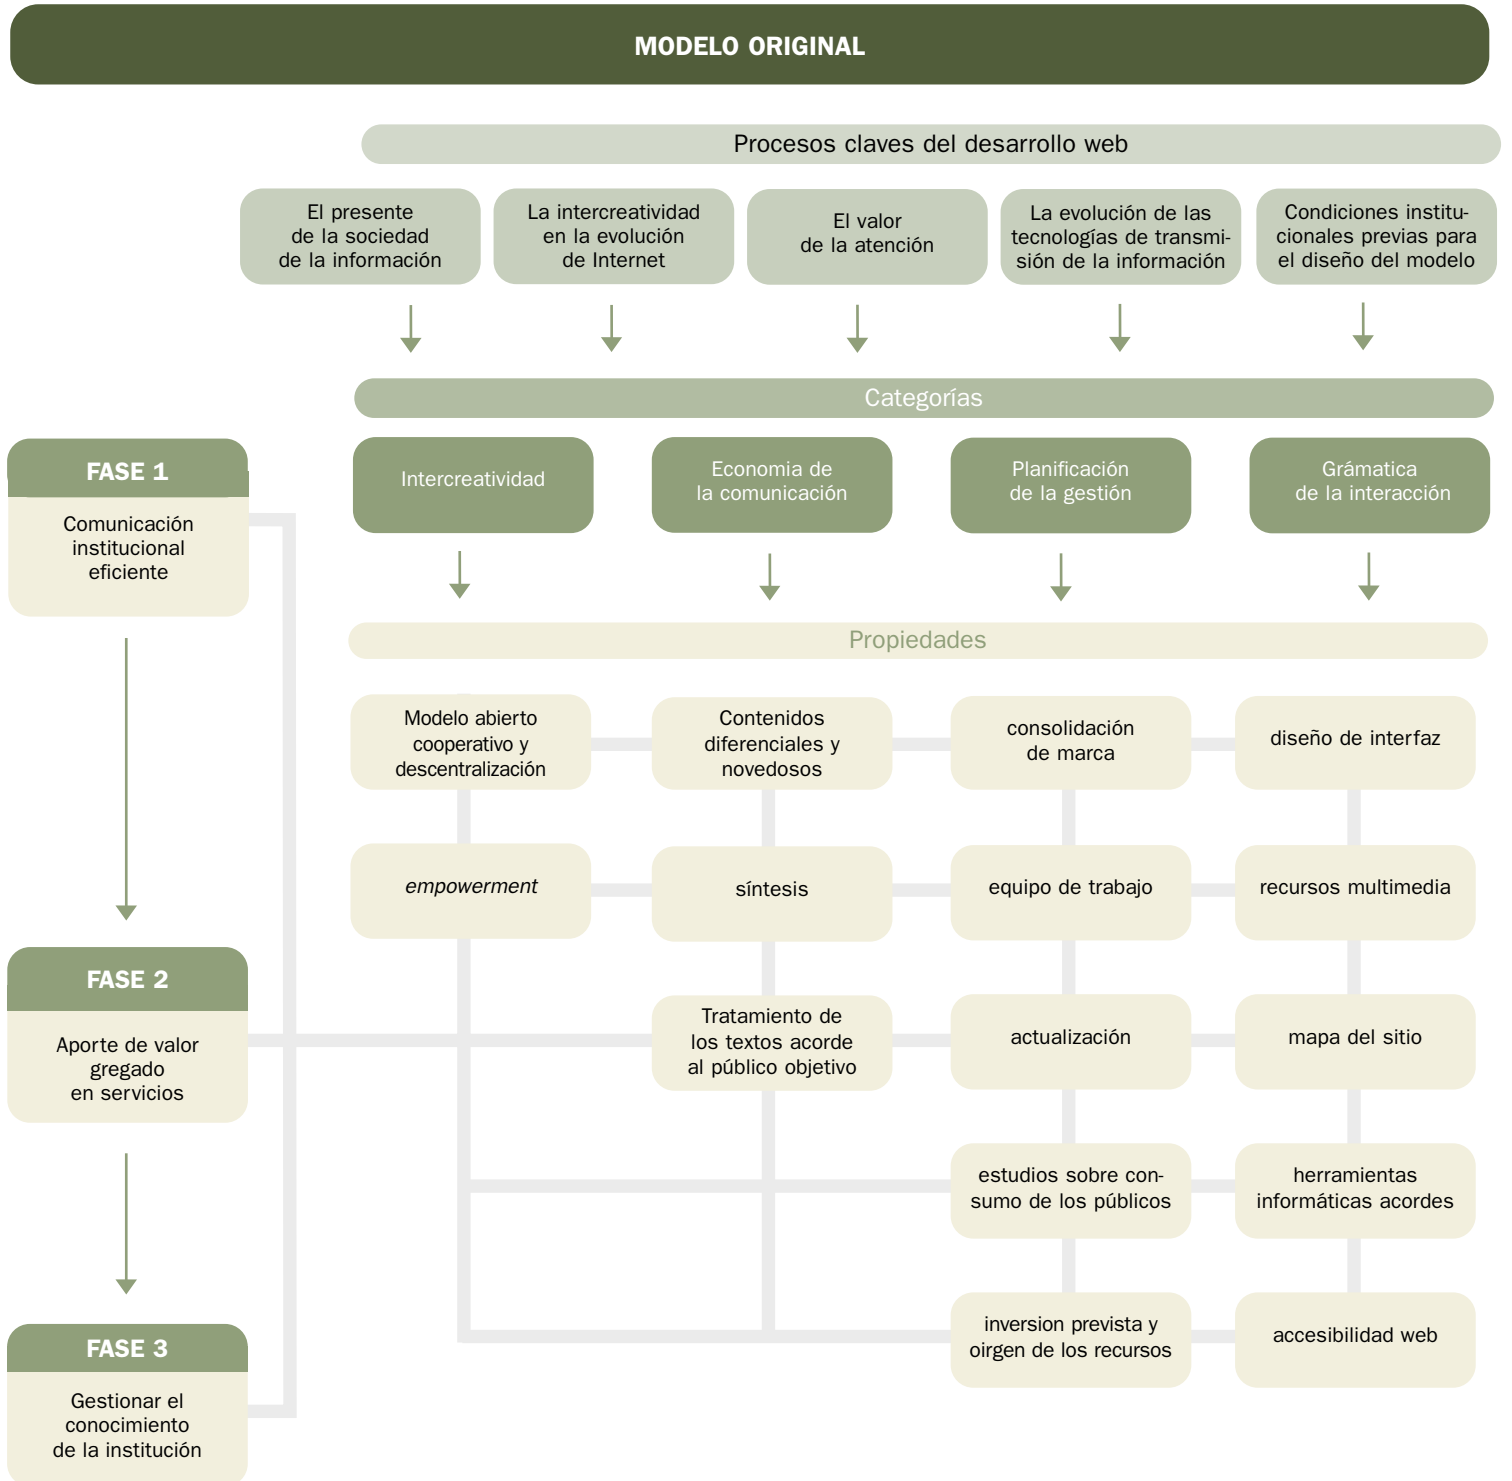 MODELO ORIGINAL
Procesos claves del desarrollo web
El presente
de la sociedad
de la información
La intercreatividad
en la evolución
de Internet
El valor
de la atención
La evolución de las
tecnologías de transmi-
sión de la información
Condiciones institu-
cionales previas para
el diseño del modelo
Categorías
Intercreatividad
Economia de
la comunicación
Planificación
de la gestión
Grámatica
de la interacción
FASE 1
Comunicación
institucional
eficiente
Propiedades
Modelo abierto
cooperativo y
descentralización
Contenidos
diferenciales y
novedosos
consolidación
de marca
diseño de interfaz
empowerment
síntesis
equipo de trabajo
recursos multimedia
FASE 2
Aporte de valor
gregado
en servicios
Tratamiento de
los textos acorde
al público objetivo
actualización
mapa del sitio
estudios sobre con-
sumo de los públicos
herramientas
informáticas acordes
inversion prevista y
oirgen de los recursos
accesibilidad web
FASE 3
Gestionar el
conocimiento
de la institución